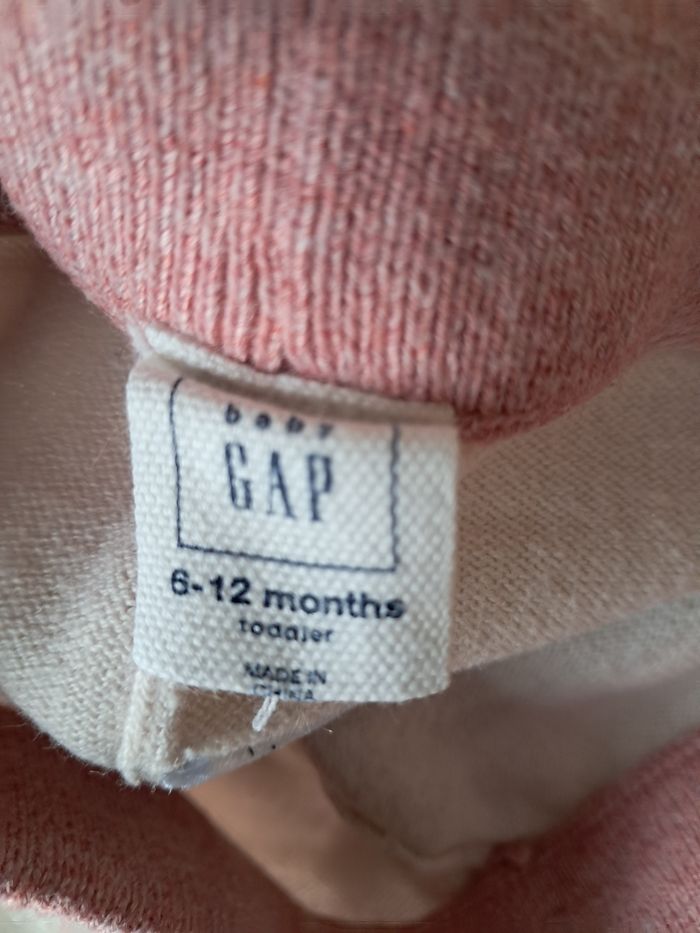 baby
GAP
6-12 months
toddler
MADE IN
CHINA